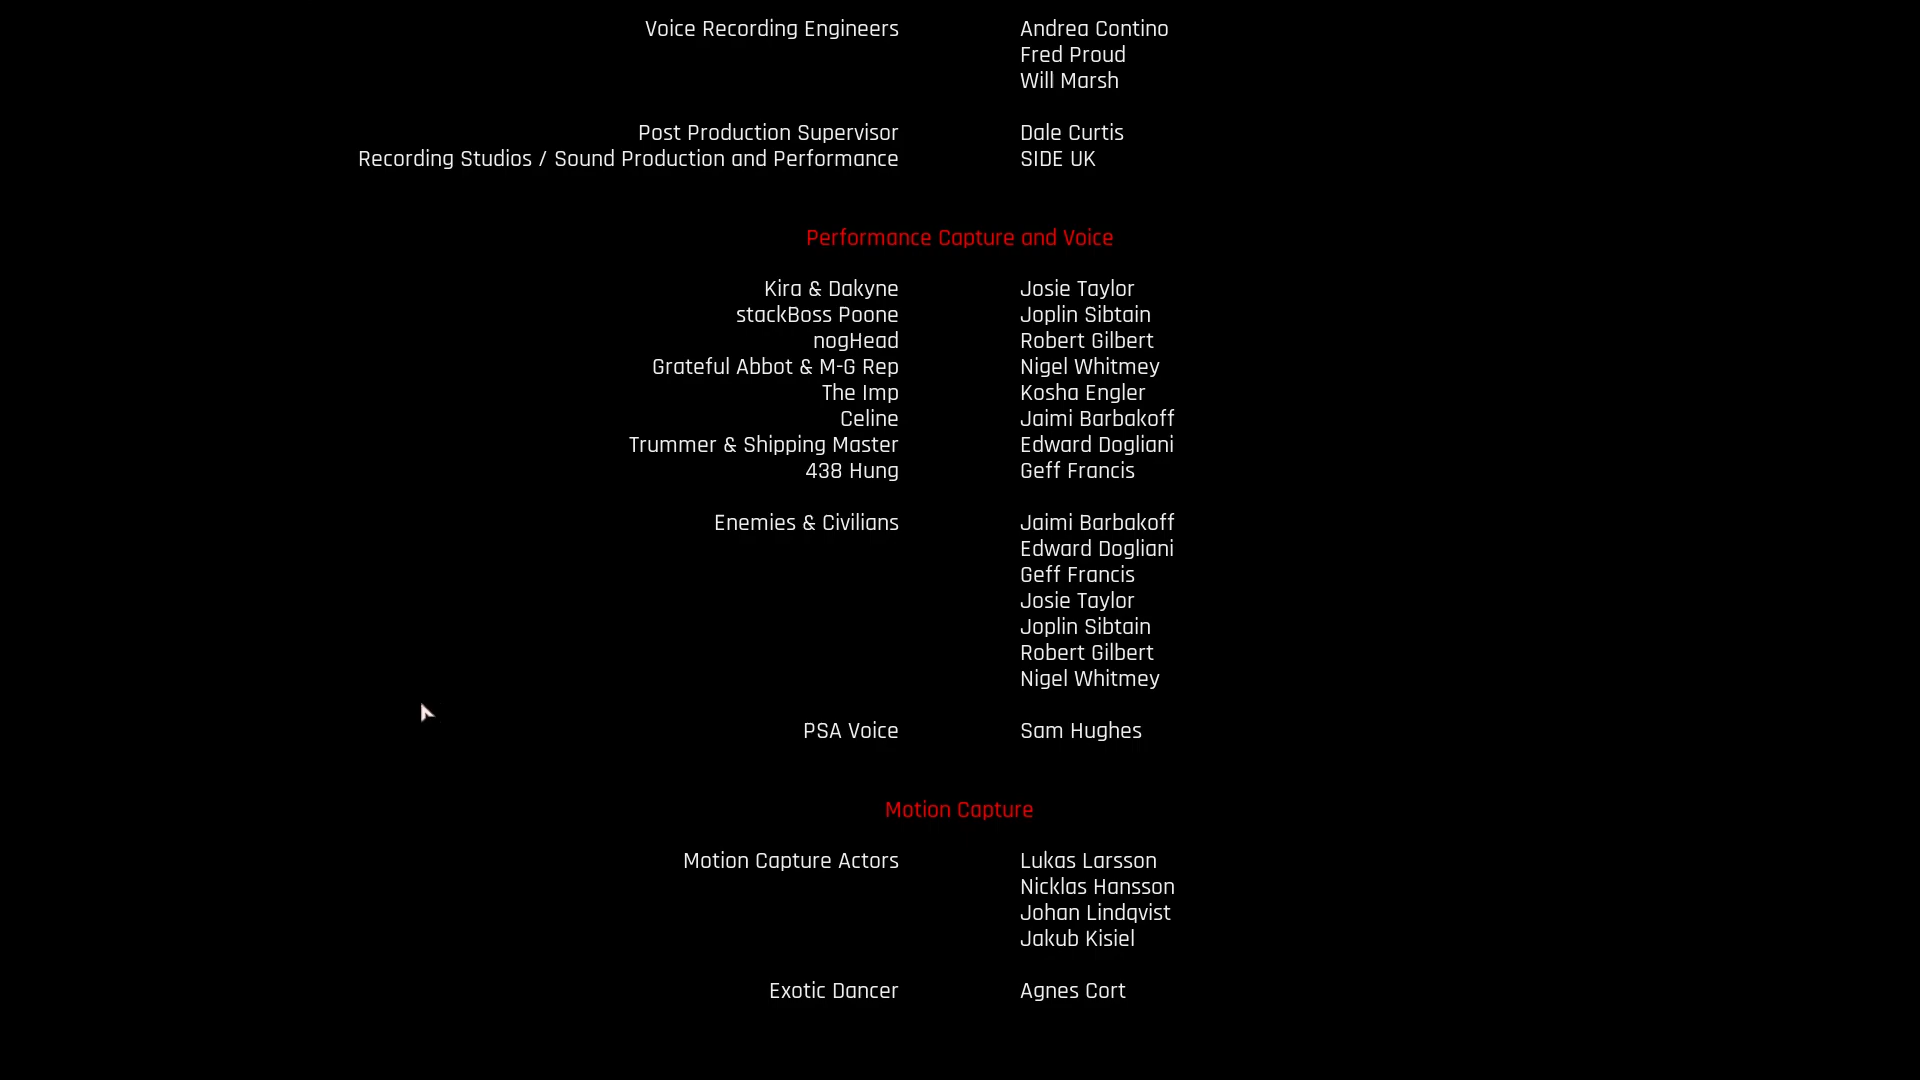 Voice Recording Engineers Andrea Contino
Fred Proud
Will Marsh
Post Production Supervisor Dale Curtis
Recording Studios / Sound Production and Performance SIDE UK
Performance Capture and Voice
Kira & Dakyne Josie Taylor
stackBoss Poone Joplin Sibtain
nogHead Robert Gilbert
Grateful Abbot & M-G Rep Nigel Whitmey
The Imp Kosha Engler
Celine Jaimi Barbakoff
Trummer & Shipping Master Edward Dogliani
438 Hung Geff Francis
Enemies & Civilians Jaimi Barbakoff
Edward Dogliani
Geff Francis
Josie Taylor
Joplin Sibtain
Robert Gilbert
Nigel Whitmey
PSA Voice Sam Hughes
Motion Capture
Motion Capture Actors Lukas Larsson
Nicklas Hansson
Johan Lindqvist
Jakub Kisiel
Exotic Dancer Agnes Cort